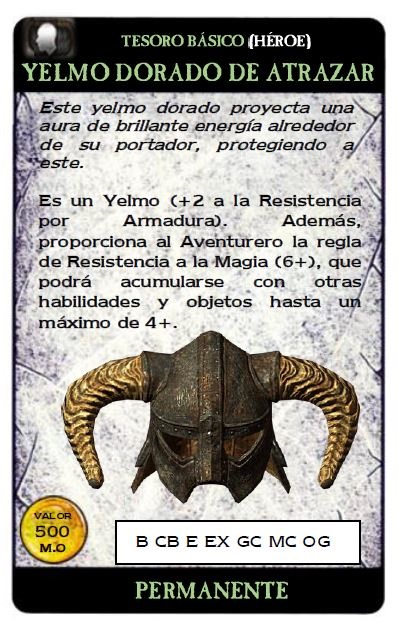 TESORO BÁSICO (HÉROE)
YELMO DORADO DE ATRAZAR
Este yelmo dorado proyecta una
aura de brillante energía alrededor
de su portador, protegiendo a
este.
Es un Yelmo (+2 a la Resistencia
por Armadura). Además,
proporciona al Aventurero la regla
de Resistencia a la Magia (6+), que
podrá acumularse con otras
habilidades y objetos hasta un
máximo de 4+.
VALOR
500
M.O
B CB E EX GC MC OG
PERMANENTE